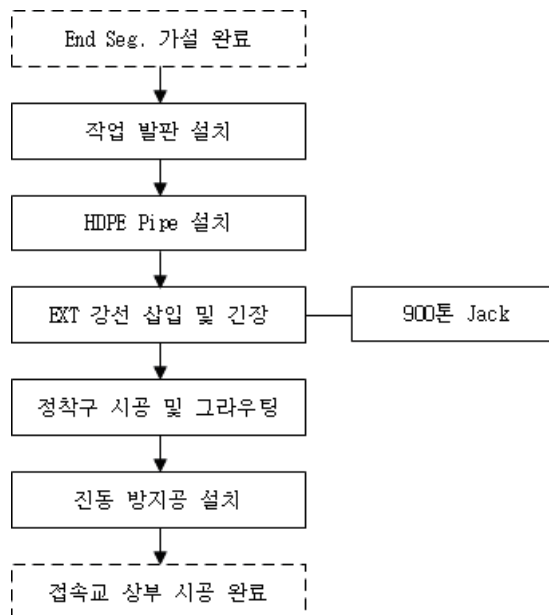 End Seg. 가설 완료
작업 발판 설치
HDPE Pipe 설치
EXT 강선 삽입 및 긴장
900톤 Jack
정착구 시공 및 그라우팅
진동 방지공 설치
접속교 상부 시공 완료